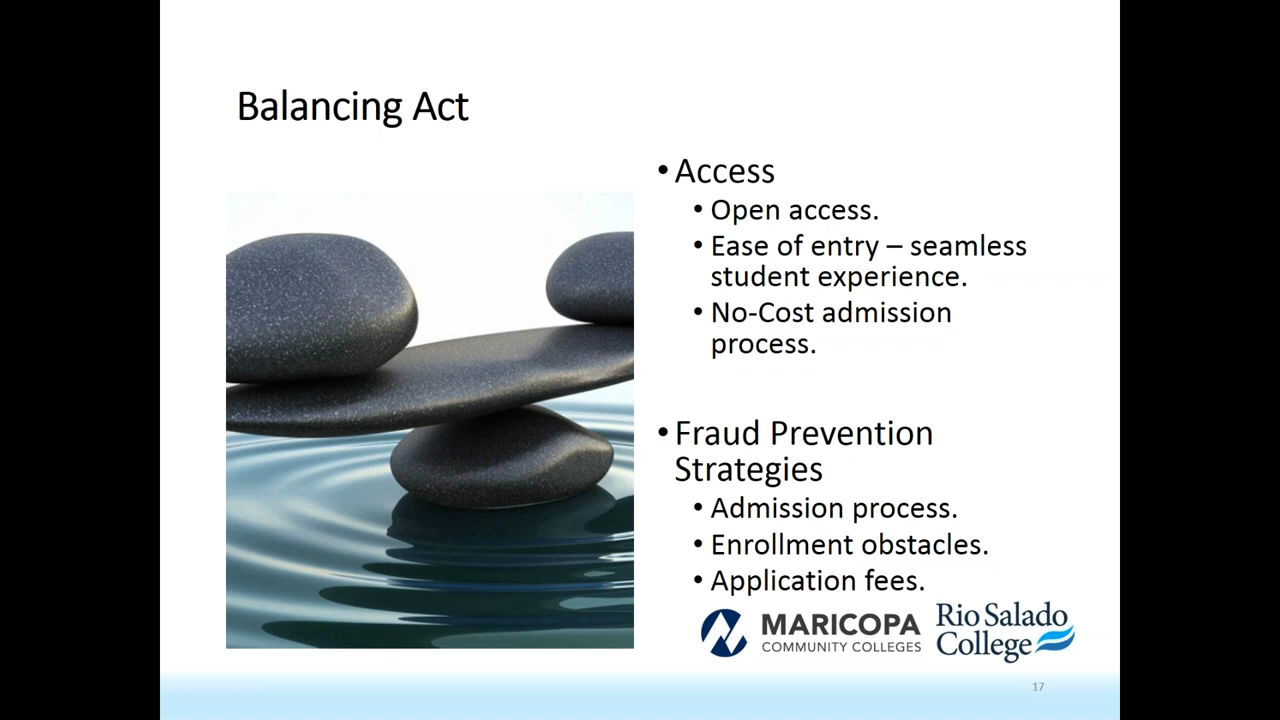 Balancing Act
• Access
• Open access.
• Ease of entry – seamless
student experience.
• No-Cost admission
process.
• Fraud Prevention
Strategies
• Admission process.
• Enrollment obstacles.
• Application fees.
MARICOPA
COMMUNITY COLLEGES
Rio Salado
College
17